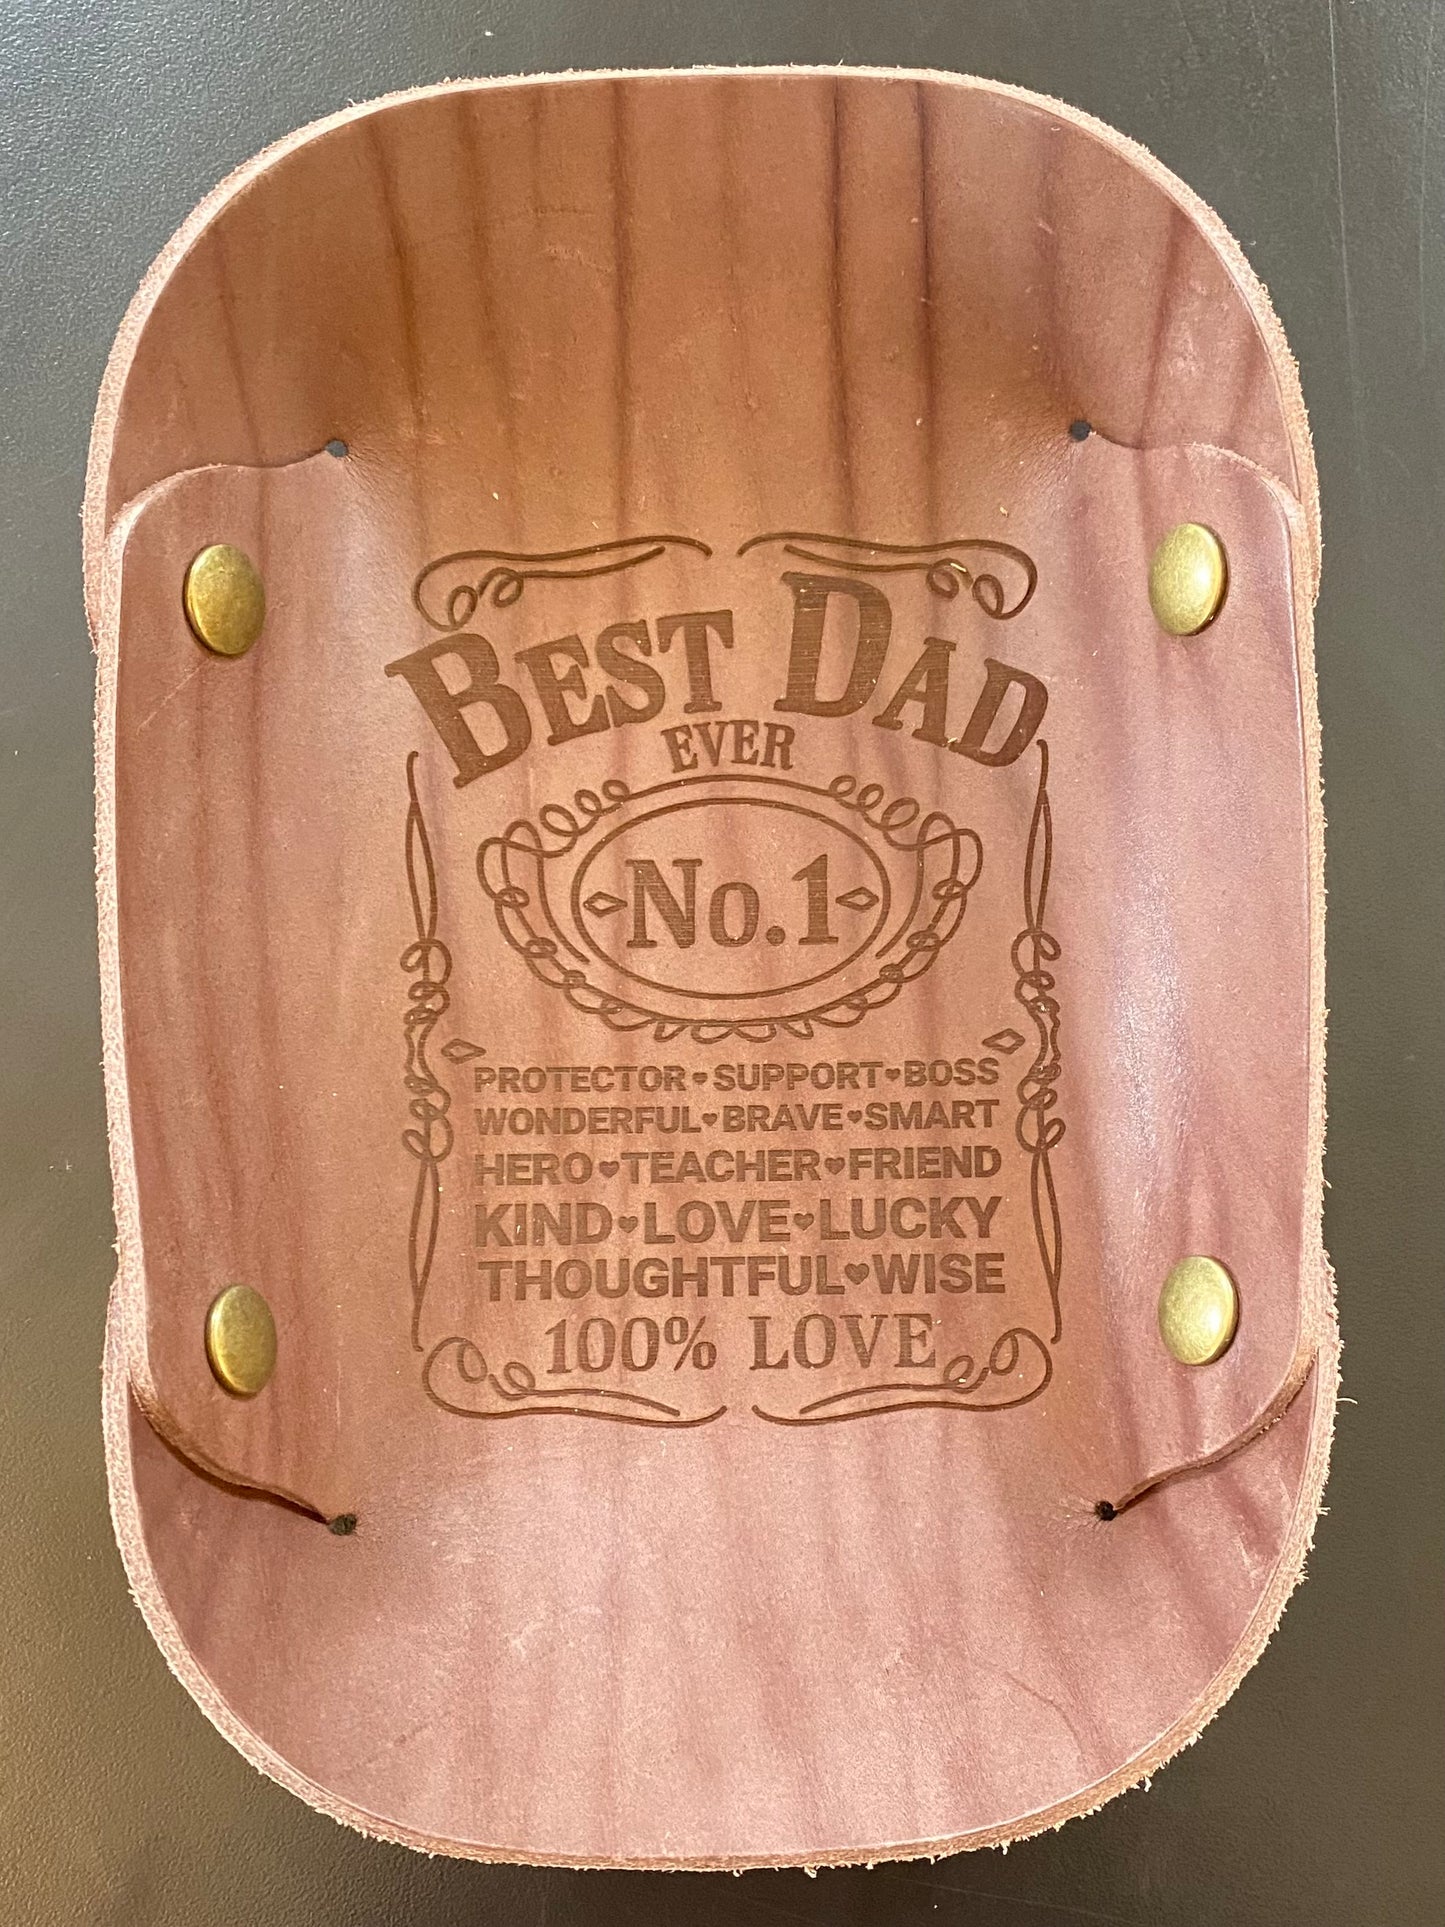 BEST DAD
EVER
No.1
PROTECTOR♥SUPPORT♥BOSS
WONDERFUL♥BRAVE♥SMART
HERO♥TEACHER♥FRIEND
KIND♥LOVE♥LUCKY
THOUGHTFUL♥WISE
100% LOVE